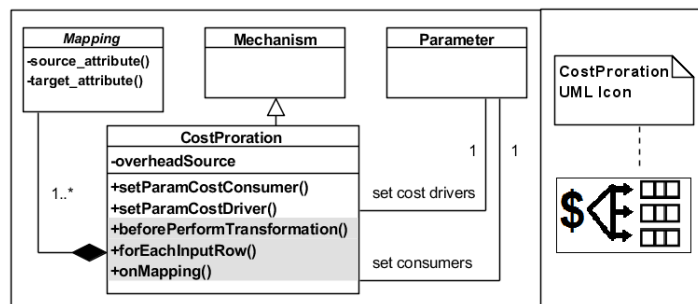 Mapping
-source_attribute()
-target_attribute()
Mechanism
Parameter
CostProration
-overheadSource
+setParamCostConsumer()
+setParamCostDriver()
+beforePerformTransformation()
+forEachInputRow()
+onMapping()
1..*
1
1
set cost drivers
set consumers
CostProration
UML Icon
$